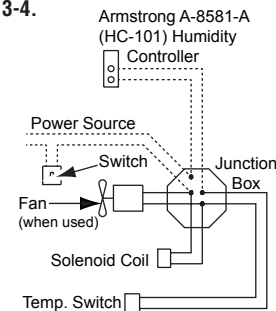 3-4.
Armstrong A-8581-A
(HC-101) Humidity
Controller
Power Source
Switch
Junction
Box
Fan
(when used)
Solenoid Coil
Temp. Switch